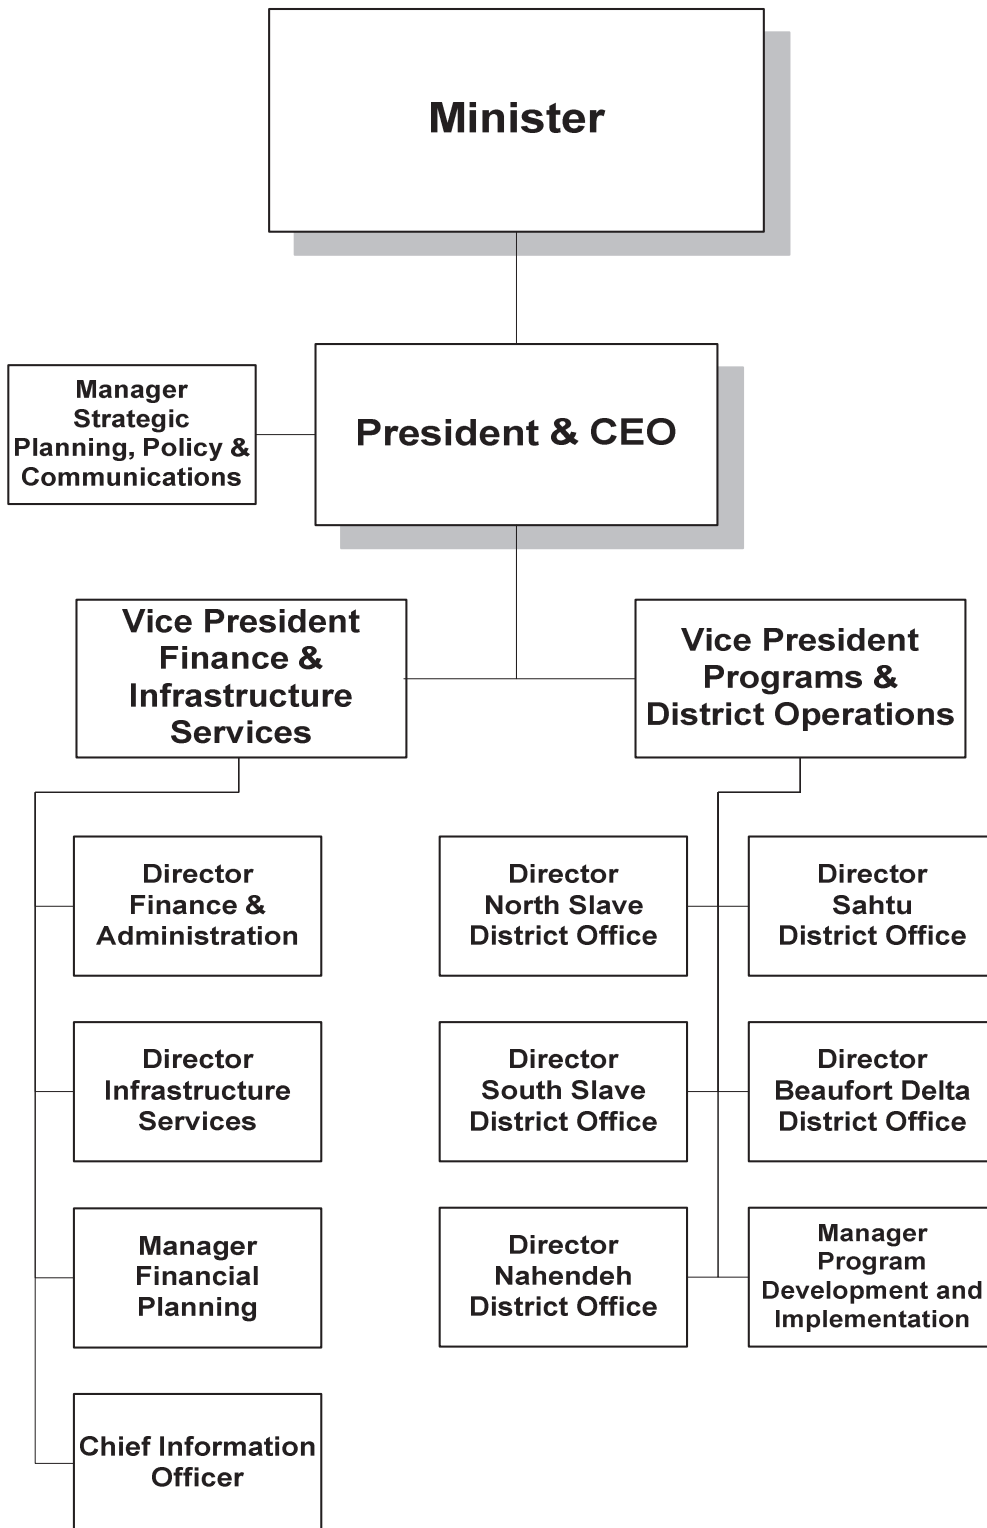 Minister
Manager
Strategic
Planning, Policy &
Communications
President & CEO
Vice President
Finance &
Infrastructure
Services
Vice President
Programs &
District Operations
Director
Finance &
Administration
Director
North Slave
District Office
Director
Sahtu
District Office
Director
Infrastructure
Services
Director
South Slave
District Office
Director
Beaufort Delta
District Office
Manager
Financial
Planning
Director
Nahendeh
District Office
Manager
Program
Development and
Implementation
Chief Information
Officer